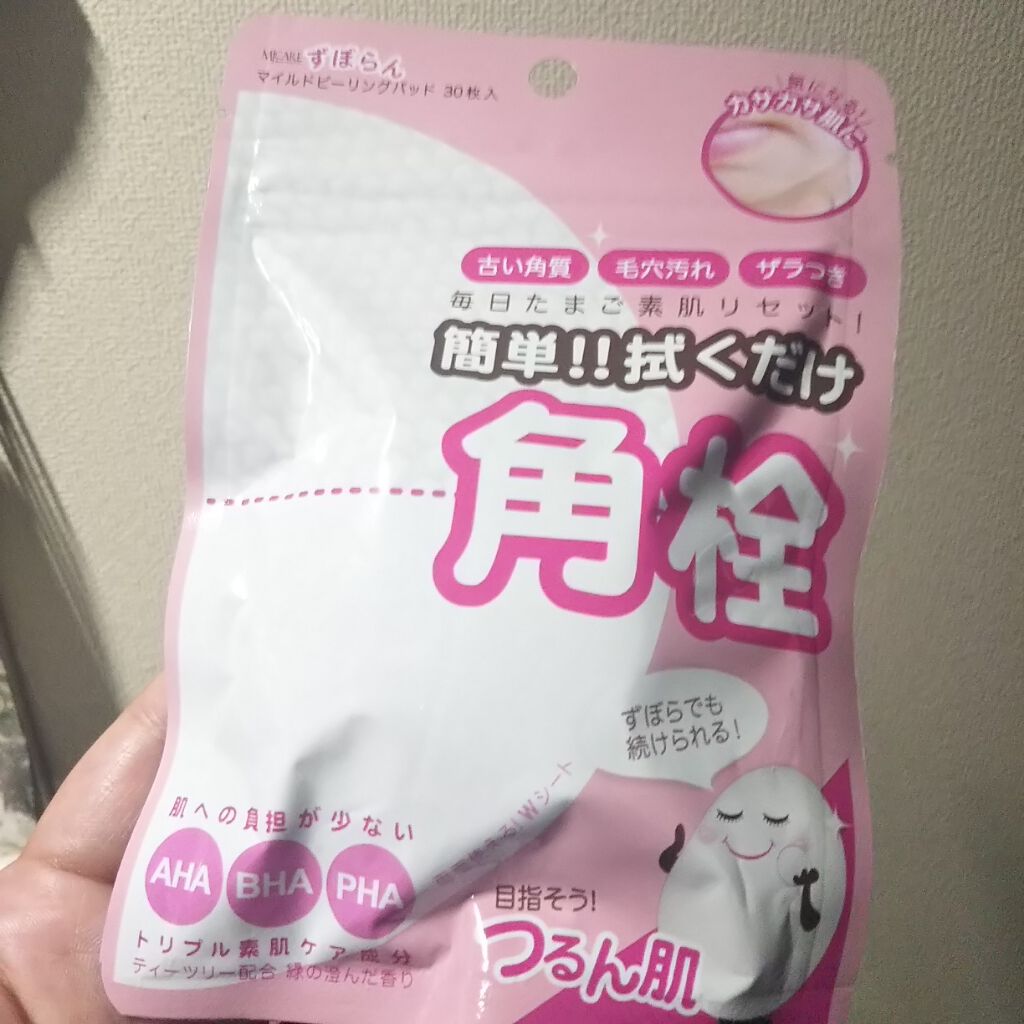 MICCARE ずぼらん
マイルドピーリングパッド 30枚入
気になる!
カサカサ肌に
古い角質 毛穴汚れ ザラつき
毎日たまご素肌リセット!
簡単!!拭くだけ
角栓
ずぼらでも
続けられる!
Wシート
肌への負担が少ない
AHA BHA PHA
トリプル素肌ケア成分
ティーツリー配合 緑の澄んだ香り
目指そう!
つるん肌